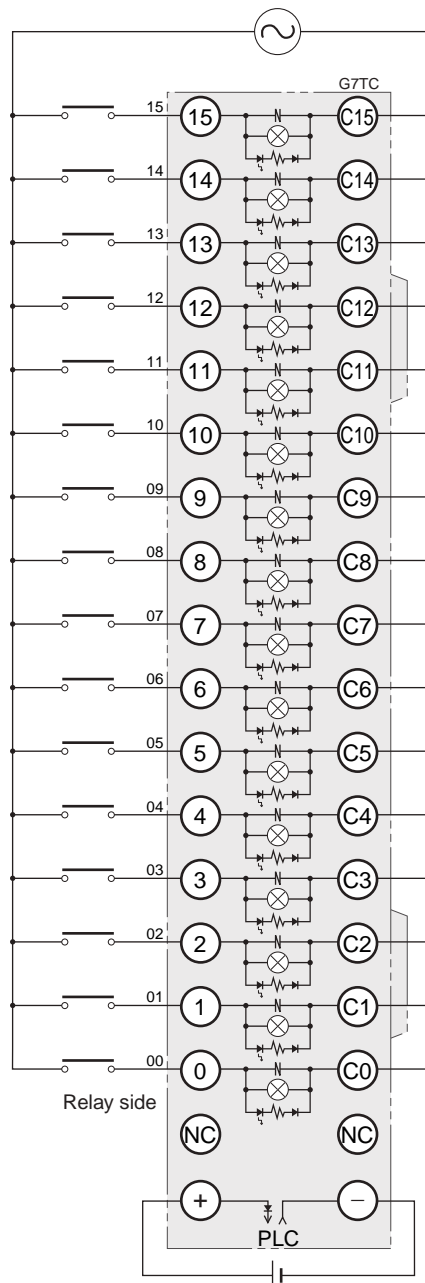 G7TC
15 15 C15
14 14 C14
13 13 C13
12 12 C12
11 11 C11
10 10 C10
09 9 C9
08 8 C8
07 7 C7
06 6 C6
05 5 C5
04 4 C4
03 3 C3
02 2 C2
01 1 C1
00 0 C0
Relay side
NC NC
+ −
PLC